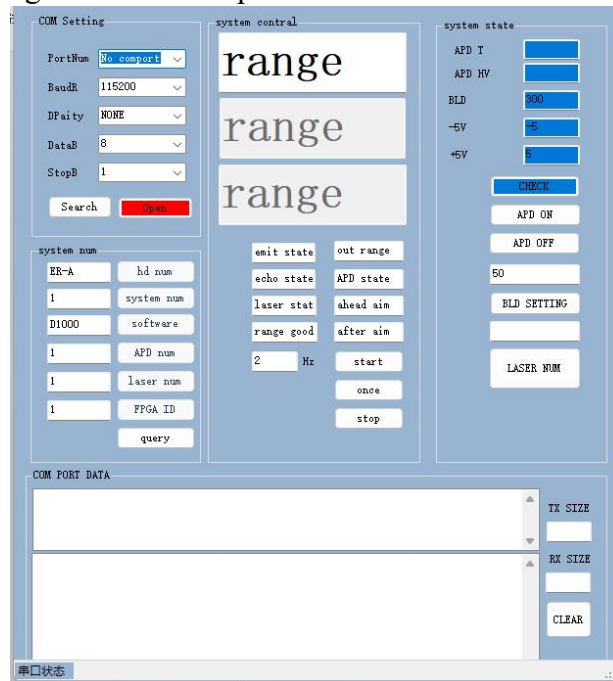 COM Setting
PortNum No comport
BaudR 115200
DPaity NONE
DataB 8
StopB 1
Search Open
system num
ER-A hd num
1 system num
D1000 software
1 APD num
1 laser num
1 FPGA ID
query
system contral
range
range
range
emit state out range
echo state APD state
laser stat ahead aim
range good after aim
2 Hz start
once
stop
system state
APD T
APD HV
BLD 300
-5V -5
+5V 5
CHECK
APD ON
APD OFF
50
BLD SETTING
LASER NUM
COM PORT DATA
TX SIZE
RX SIZE
CLEAR
串口状态